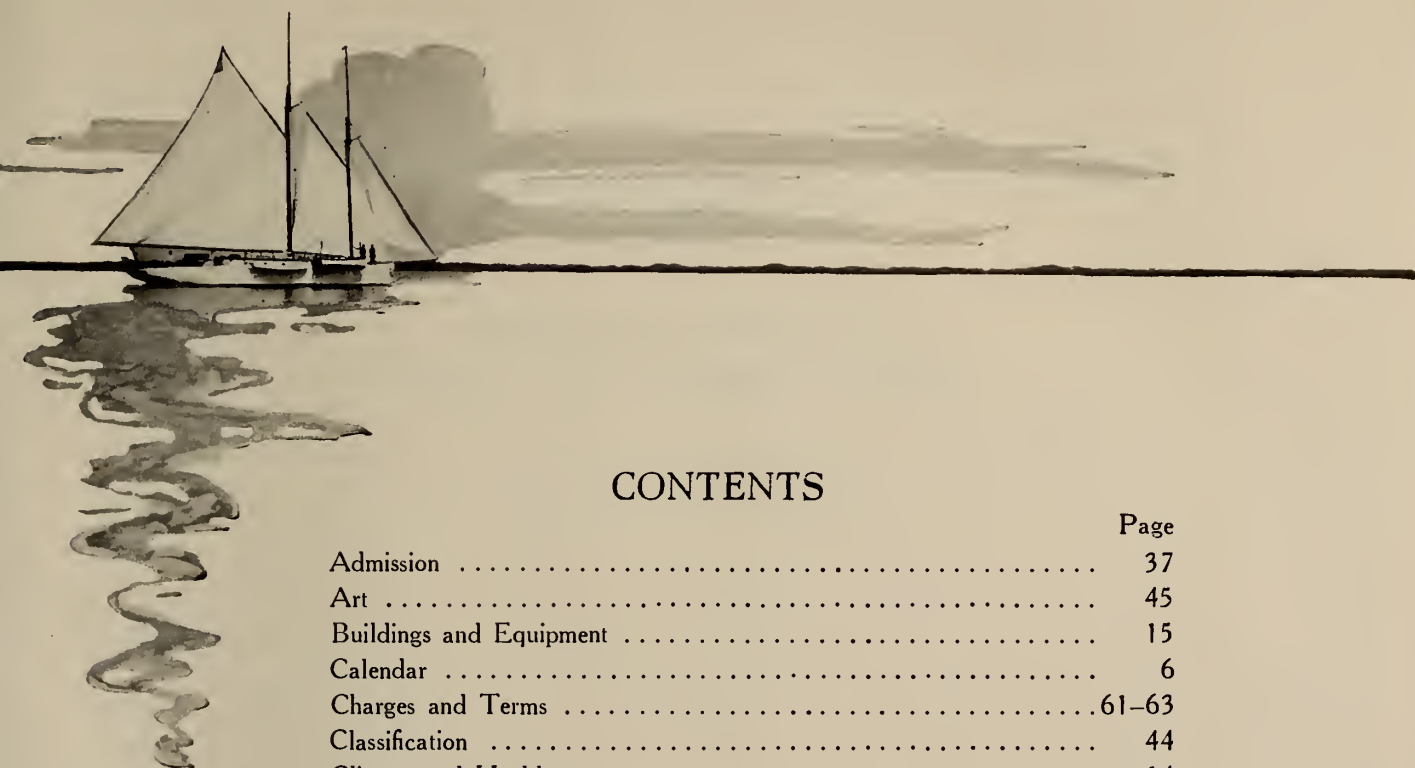 CONTENTS
Page
Admission ........................................ 37
Art ........................................ 45
Buildings and Equipment ........................................ 15
Calendar ........................................ 6
Charges and Terms ........................................ 61–63
Classification ........................................ 44